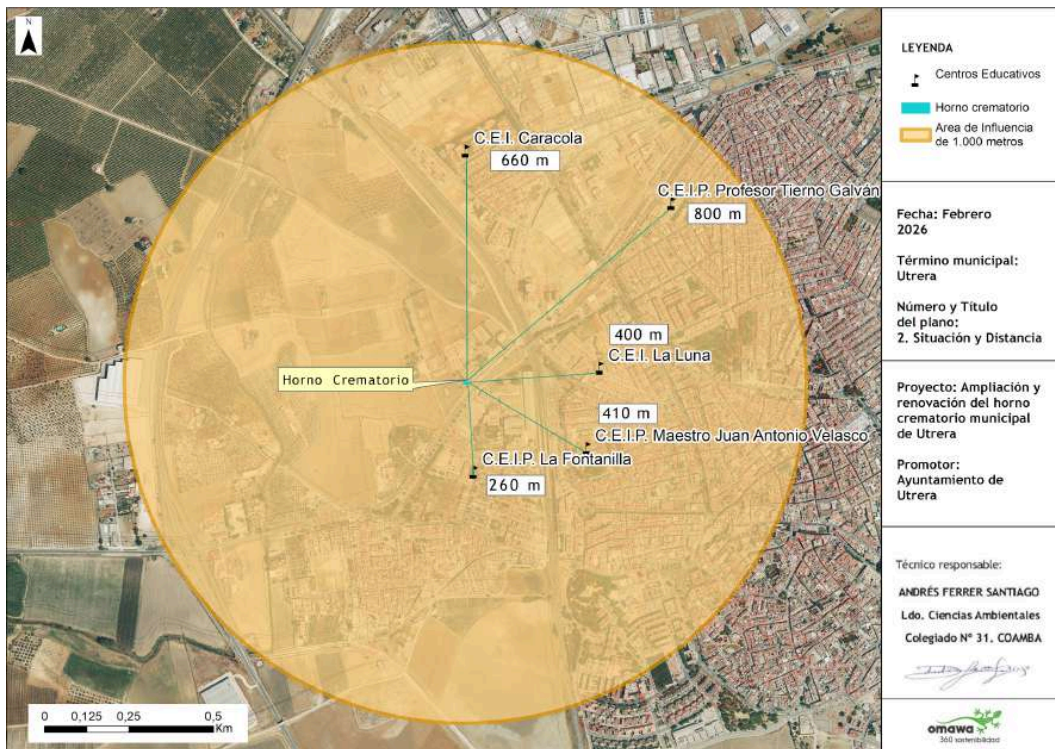 N
C.E.I. Caracola
660 m
C.E.I.P. Profesor Tierno Galván
800 m
400 m
C.E.I. La Luna
Horno Crematorio
410 m
C.E.I.P. Maestro Juan Antonio Velasco
C.E.I.P. La Fontanilla
260 m
0 0,125 0,25 0,5
Km
LEYENDA
Centros Educativos
Horno crematorio
Area de Influencia
de 1.000 metros
Fecha: Febrero
2026
Término municipal:
Utrera
Número y Título
del plano:
2. Situación y Distancia
Proyecto: Ampliación y
renovación del horno
crematorio municipal
de Utrera
Promotor:
Ayuntamiento de
Utrera
Técnico responsable:
ANDRÉS FERRER SANTIAGO
Ldo. Ciencias Ambientales
Colegiado Nº 31. COAMBA
omawa
360 sostenibilidad